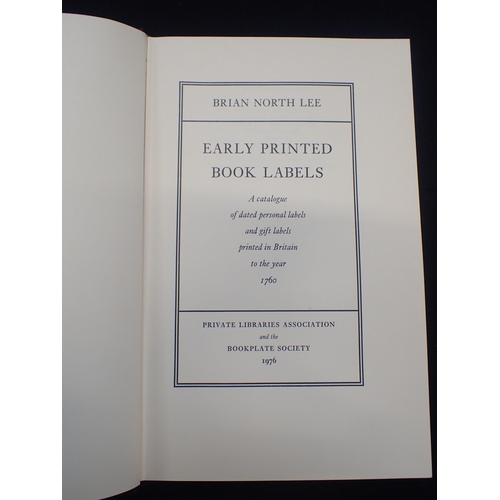 BRIAN NORTH LEE
EARLY PRINTED
BOOK LABELS
A catalogue
of dated personal labels
and gift labels
printed in Britain
to the year
1760
PRIVATE LIBRARIES ASSOCIATION
and the
BOOKPLATE SOCIETY
1976